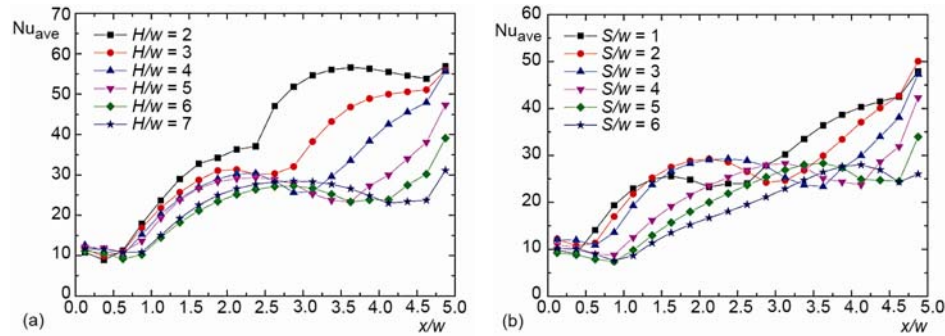 70
Nu_ave
60
50
40
30
20
10
0
H/w = 2
H/w = 3
H/w = 4
H/w = 5
H/w = 6
H/w = 7
0.0 0.5 1.0 1.5 2.0 2.5 3.0 3.5 4.0 4.5 5.0
(a)
x/w
60
Nu_ave
50
40
30
20
10
0
S/w = 1
S/w = 2
S/w = 3
S/w = 4
S/w = 5
S/w = 6
0.0 0.5 1.0 1.5 2.0 2.5 3.0 3.5 4.0 4.5 5.0
(b)
x/w